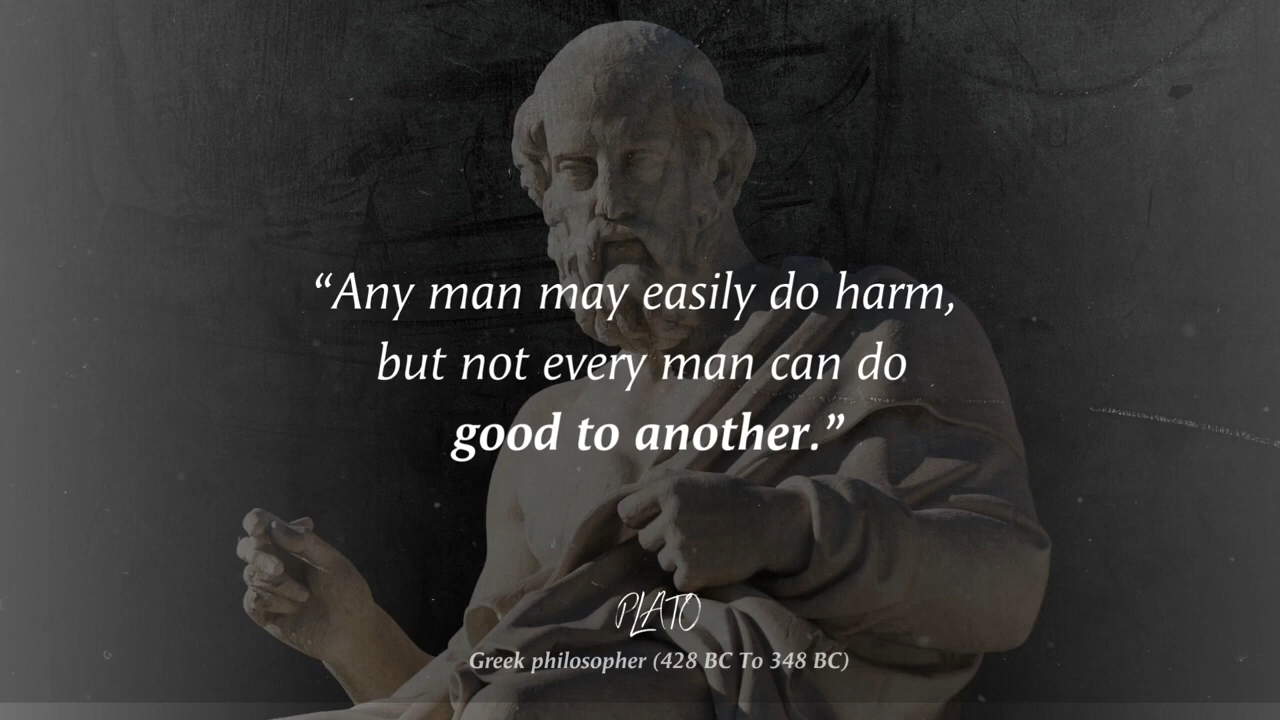 “Any man may easily do harm,
but not every man can do
good to another.”
PLATO
Greek philosopher (428 BC To 348 BC)